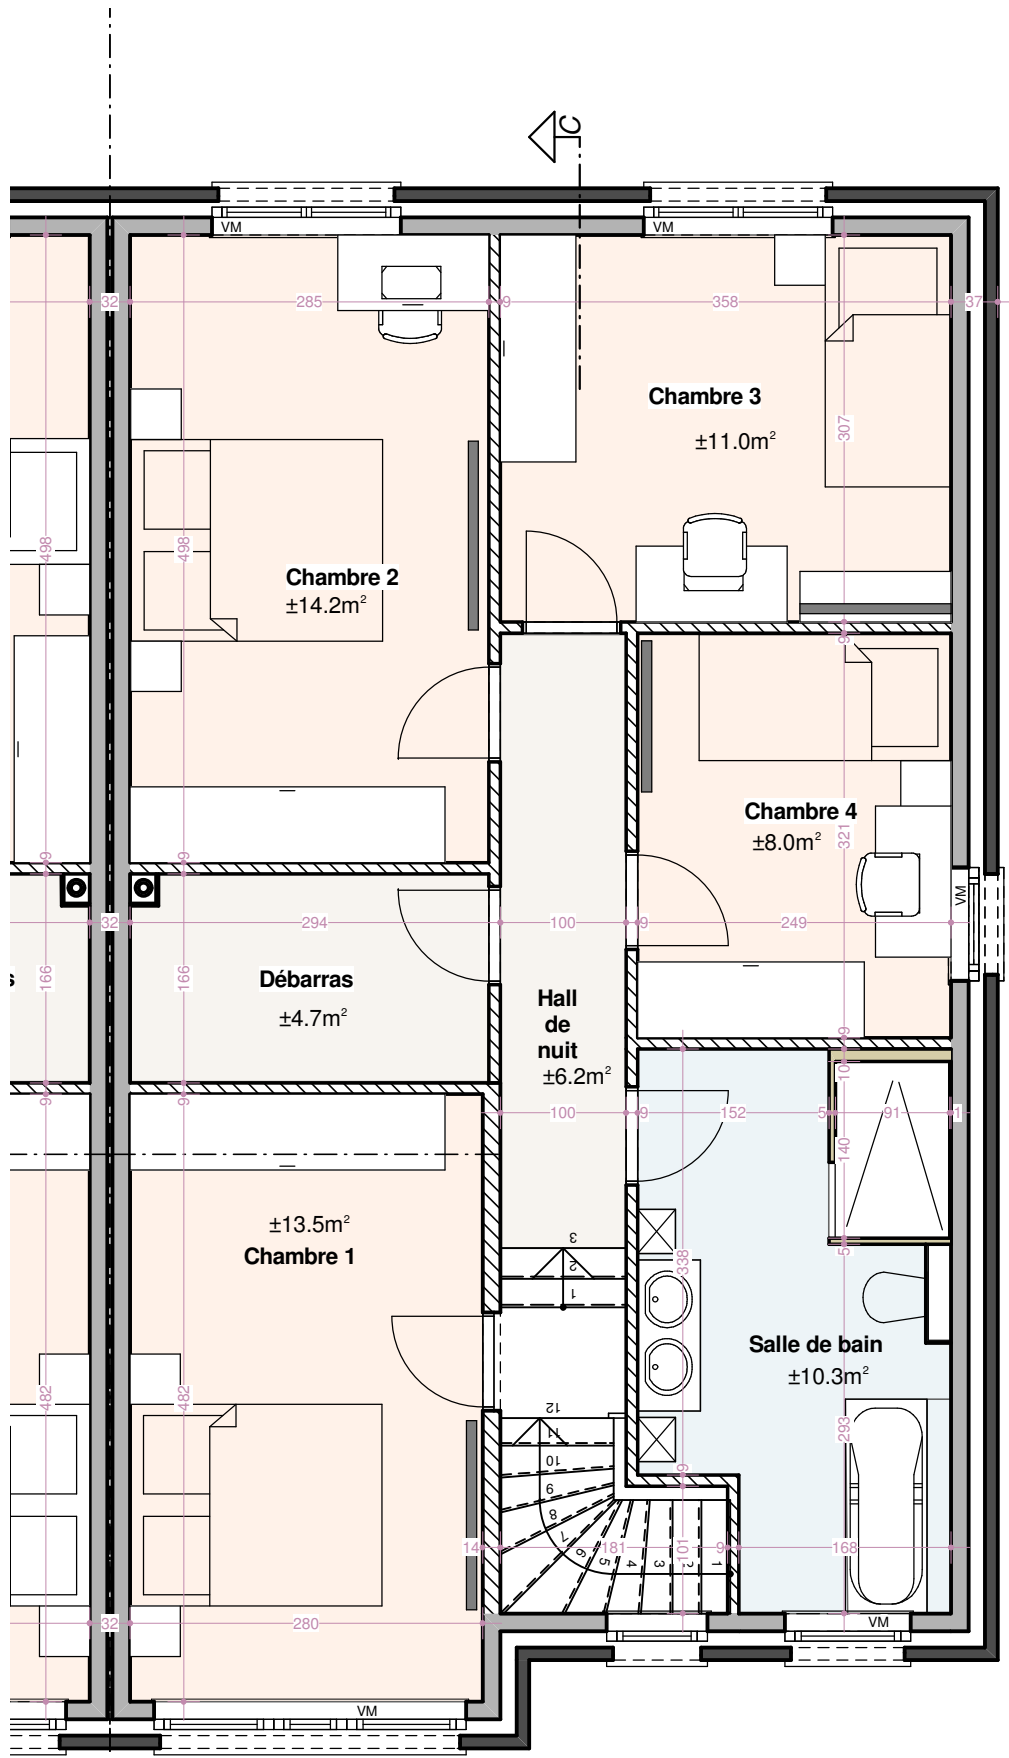 C
VM
VM
32
285
9
358
37
Chambre 3
±11.0m²
307
498
498
Chambre 2
±14.2m²
9
Chambre 4
±8.0m²
321
9
9
VM
32
294
100
9
249
166
166
Débarras
±4.7m²
s
Hall
de
nuit
±6.2m²
9
10
9
9
100
9
152
5
91
1
140
±13.5m²
Chambre 1
3
2
1
338
5
Salle de bain
±10.3m²
482
482
12
11
10
9
8
7
6
5
4
3
2
1
293
9
14
181
101
9
168
32
280
VM
VM